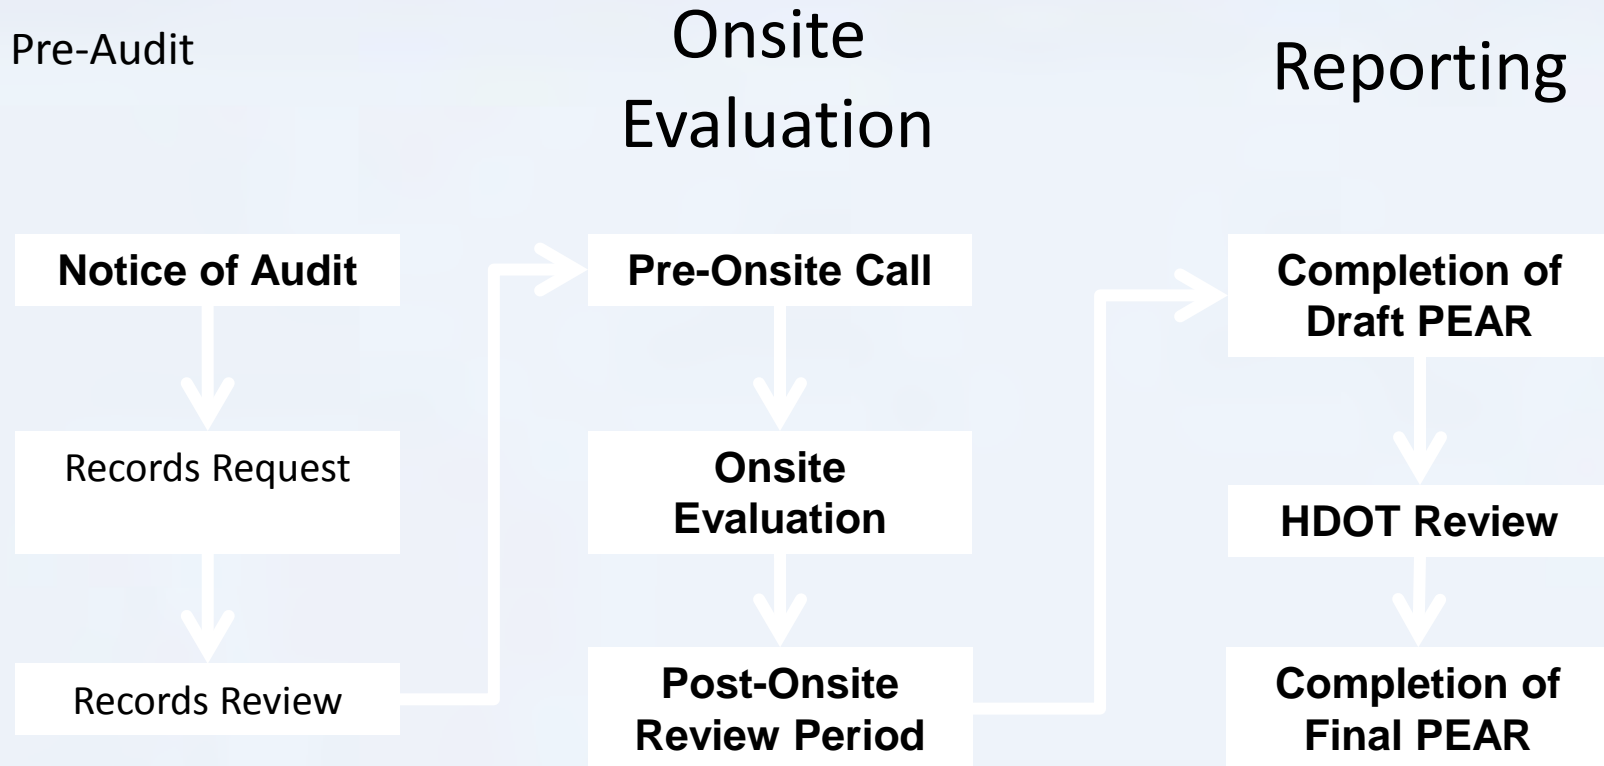 Pre-Audit
Onsite
Evaluation
Reporting
Notice of Audit
Records Request
Records Review
Pre-Onsite Call
Onsite
Evaluation
Post-Onsite
Review Period
Completion of
Draft PEAR
HDOT Review
Completion of
Final PEAR